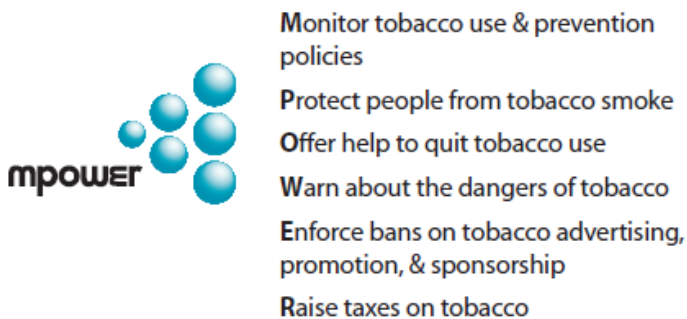 mpower
Monitor tobacco use & prevention
policies
Protect people from tobacco smoke
Offer help to quit tobacco use
Warn about the dangers of tobacco
Enforce bans on tobacco advertising,
promotion, & sponsorship
Raise taxes on tobacco